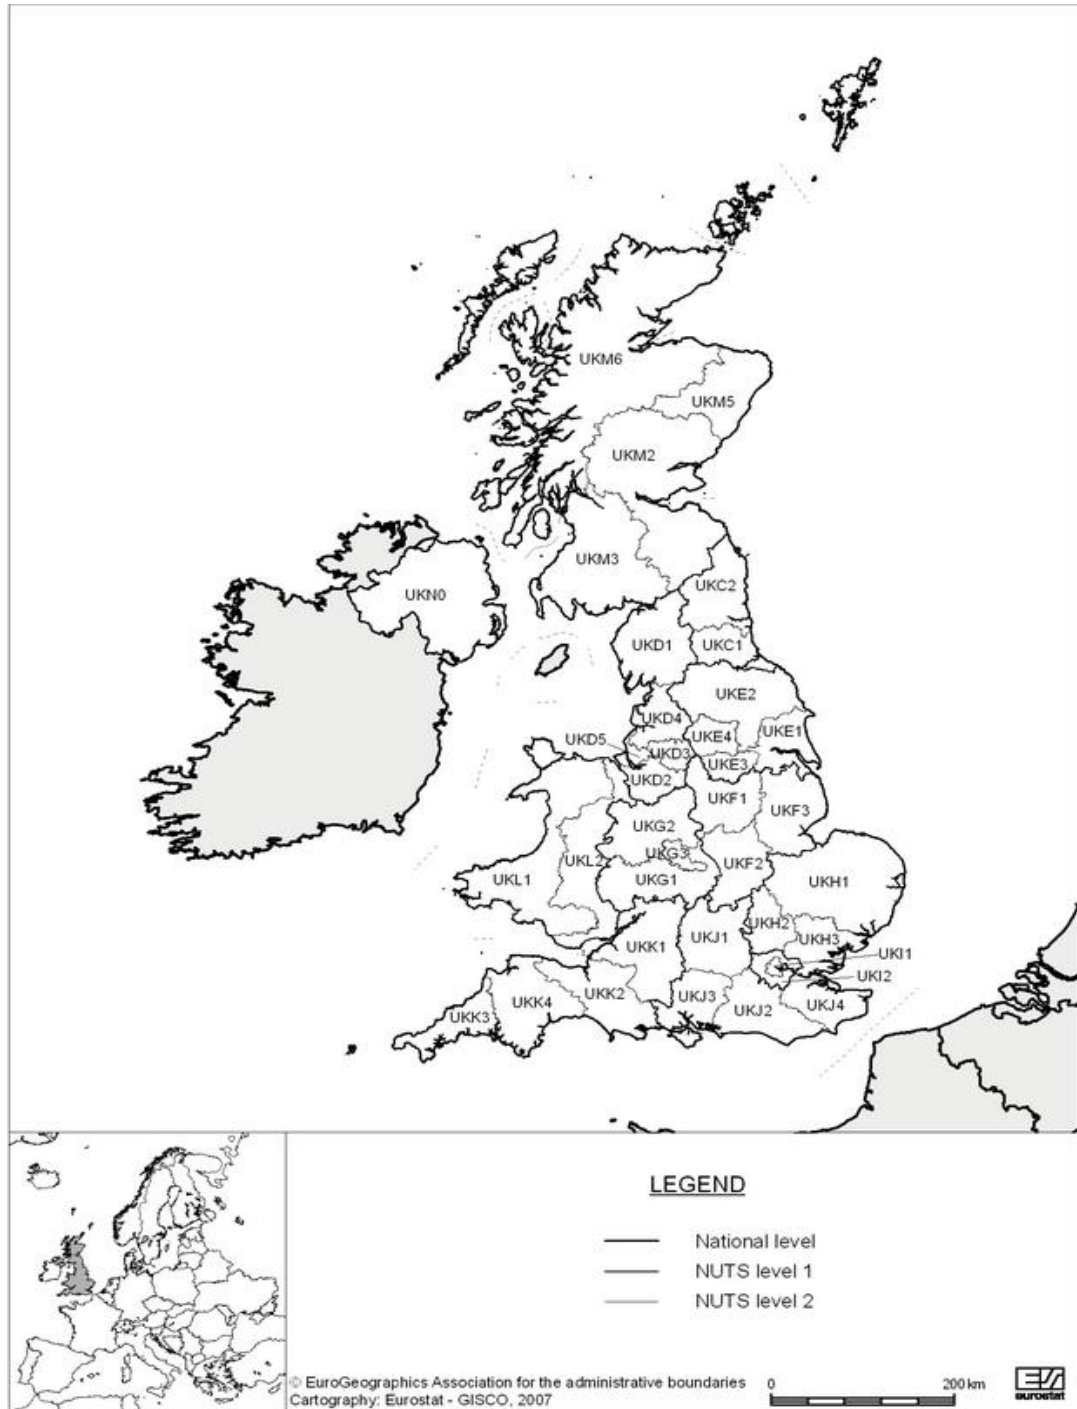 UKM6
UKM5
UKM2
UKM3
UKC2
UKN0
UKD1
UKC1
UKE2
UKD4
UKE4
UKE1
UKD5
UKD3
UKE3
UKD2
UKF1
UKF3
UKG2
UKG3
UKL2
UKF2
UKL1
UKG1
UKH1
UKH2
UKH3
UKK1
UKJ1
UKI1
UKI2
UKK4
UKK2
UKJ3
UKJ2
UKJ4
UKK3
LEGEND
National level
NUTS level 1
NUTS level 2
© EuroGeographics Association for the administrative boundaries
Cartography: Eurostat - GISCO, 2007
0 200 km
eurostat